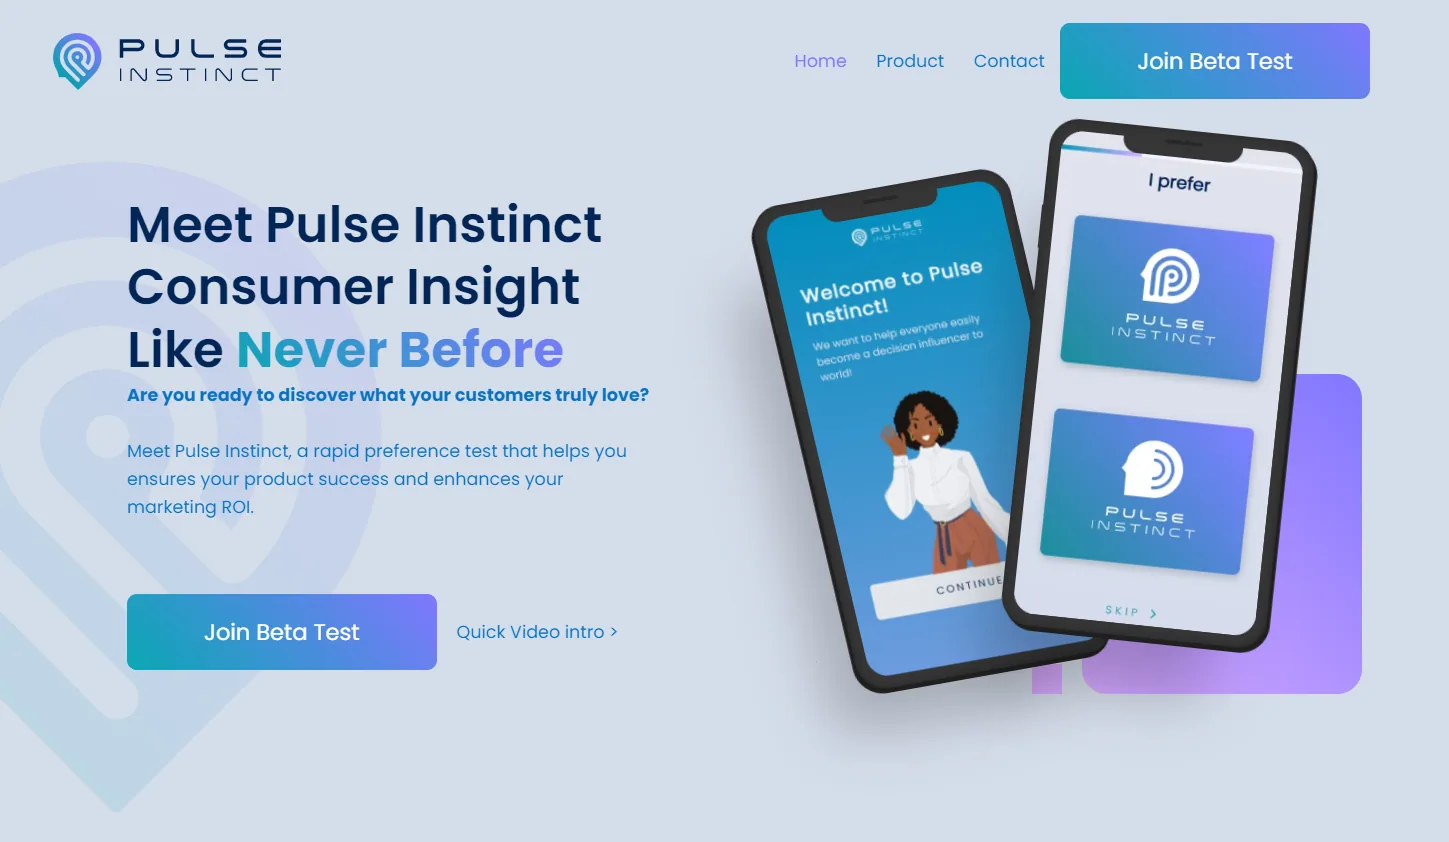 PULSE
INSTINCT
Home
Product
Contact
Join Beta Test
Meet Pulse Instinct
Consumer Insight
Like Never Before
Are you ready to discover what your customers truly love?
Meet Pulse Instinct, a rapid preference test that helps you
ensures your product success and enhances your
marketing ROI.
Join Beta Test
Quick Video intro >
PULSE
INSTINCT
Welcome to Pulse
Instinct!
We want to help everyone easily
become a decision influencer to
world!
CONTINUE
I prefer
PULSE
INSTINCT
PULSE
INSTINCT
SKIP >